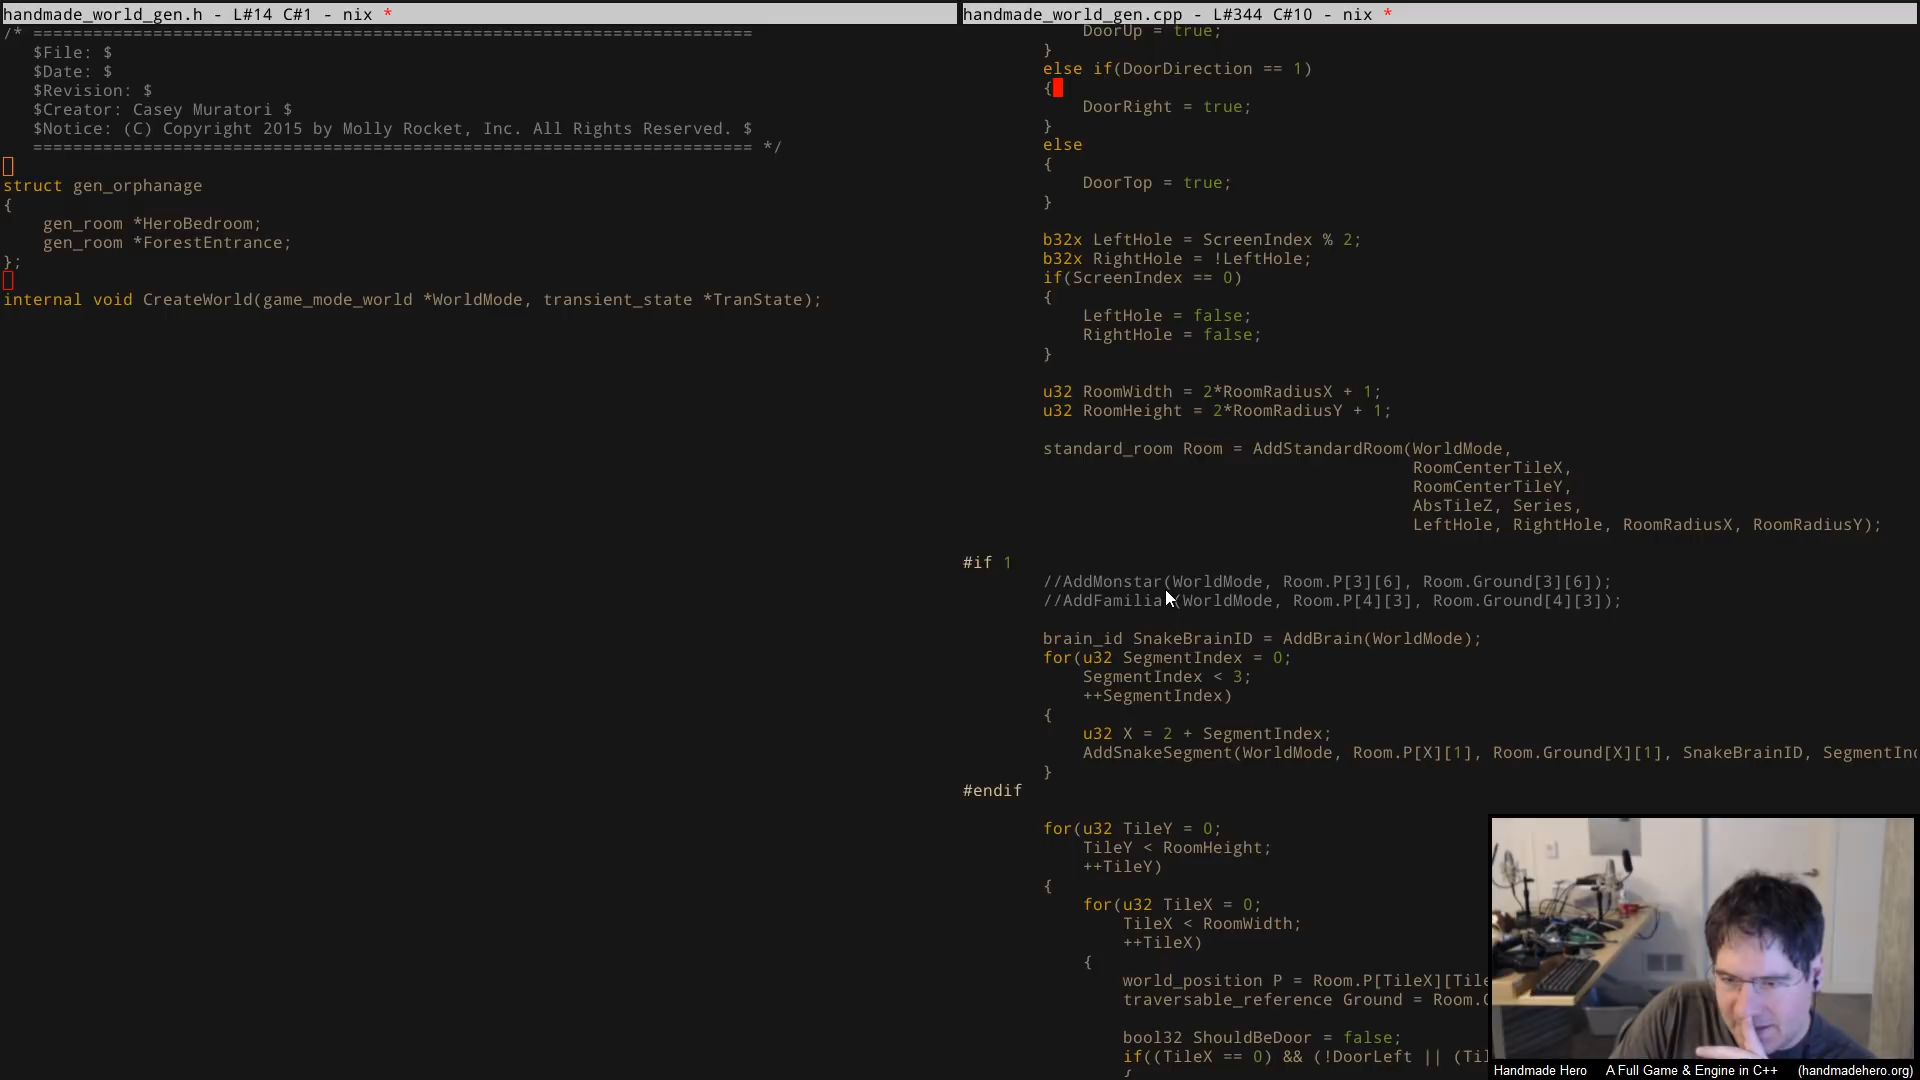 handmade_world_gen.h - L#14 C#1 - nix *
/* ========================================================================
$File: $
$Date: $
$Revision: $
$Creator: Casey Muratori $
$Notice: (C) Copyright 2015 by Molly Rocket, Inc. All Rights Reserved. $
======================================================================== */
struct gen_orphanage
{
gen_room *HeroBedroom;
gen_room *ForestEntrance;
};
internal void CreateWorld(game_mode_world *WorldMode, transient_state *TranState);
handmade_world_gen.cpp - L#344 C#10 - nix *
DoorUp = true;
}
else if(DoorDirection == 1)
{
DoorRight = true;
}
else
{
DoorTop = true;
}
b32x LeftHole = ScreenIndex % 2;
b32x RightHole = !LeftHole;
if(ScreenIndex == 0)
{
LeftHole = false;
RightHole = false;
}
u32 RoomWidth = 2*RoomRadiusX + 1;
u32 RoomHeight = 2*RoomRadiusY + 1;
standard_room Room = AddStandardRoom(WorldMode,
RoomCenterTileX,
RoomCenterTileY,
AbsTileZ, Series,
LeftHole, RightHole, RoomRadiusX, RoomRadiusY);
#if 1
//AddMonstar(WorldMode, Room.P[3][6], Room.Ground[3][6]);
//AddFamilia (WorldMode, Room.P[4][3], Room.Ground[4][3]);
brain_id SnakeBrainID = AddBrain(WorldMode);
for(u32 SegmentIndex = 0;
SegmentIndex < 3;
++SegmentIndex)
{
u32 X = 2 + SegmentIndex;
AddSnakeSegment(WorldMode, Room.P[X][1], Room.Ground[X][1], SnakeBrainID, SegmentInd
}
#endif
for(u32 TileY = 0;
TileY < RoomHeight;
++TileY)
{
for(u32 TileX = 0;
TileX < RoomWidth;
++TileX)
{
world_position P = Room.P[TileX][Tile
traversable_reference Ground = Room.G
bool32 ShouldBeDoor = false;
if((TileX == 0) && (!DoorLeft || (Til
{
Handmade Hero A Full Game & Engine in C++ (handmadehero.org)